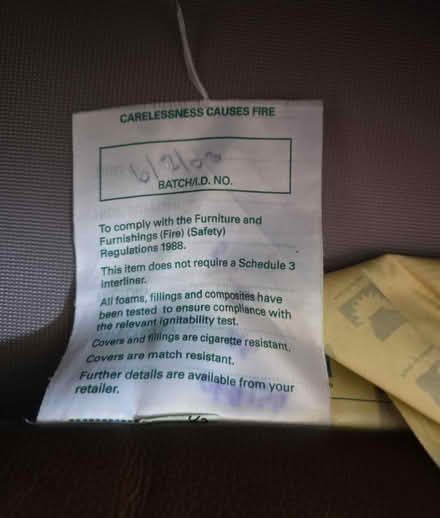 CARELESSNESS CAUSES FIRE
BATCH/I.D. NO.
To comply with the Furniture and
Furnishings (Fire) (Safety)
Regulations 1988.
This item does not require a Schedule 3
Interliner.
All foams, fillings and composites have
been tested to ensure compliance with
the relevant ignitability test.
Covers and fillings are cigarette resistant.
Covers are match resistant.
Further details are available from your
retailer.